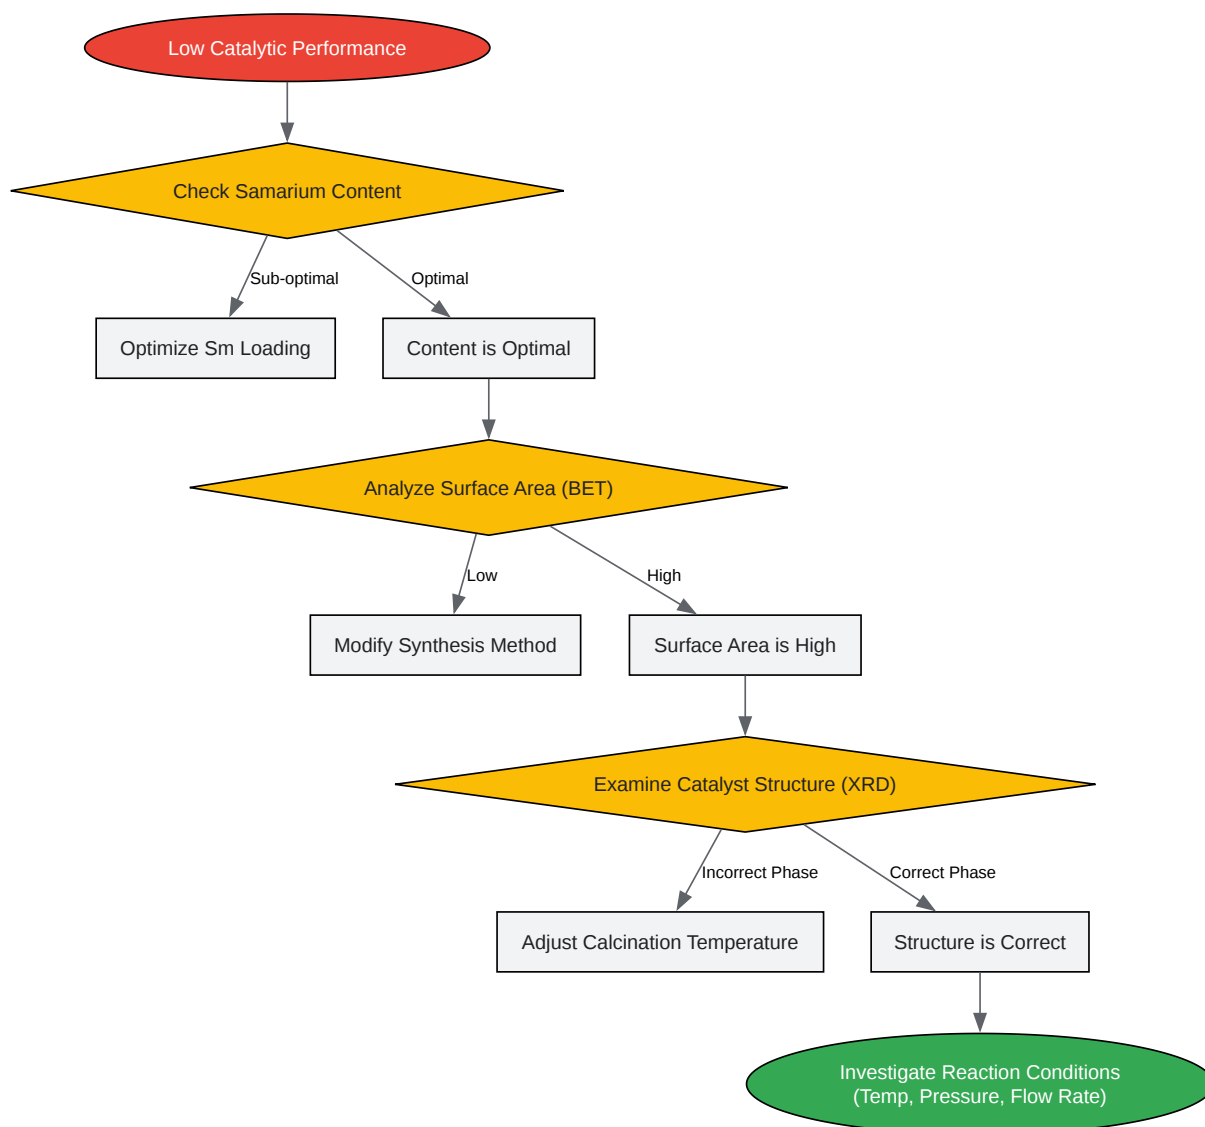 Low Catalytic Performance
Check Samarium Content
Sub-optimal
Optimal
Optimize Sm Loading
Content is Optimal
Analyze Surface Area (BET)
Low
High
Modify Synthesis Method
Surface Area is High
Examine Catalyst Structure (XRD)
Incorrect Phase
Correct Phase
Adjust Calcination Temperature
Structure is Correct
Investigate Reaction Conditions
(Temp, Pressure, Flow Rate)